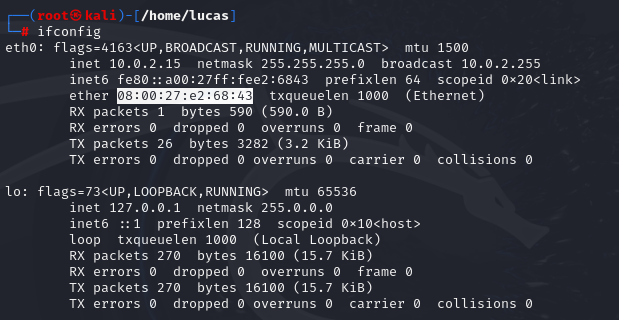 ┌──(root㉿kali)-[/home/lucas]
└─# ifconfig
eth0: flags=4163<UP,BROADCAST,RUNNING,MULTICAST>  mtu 1500
        inet 10.0.2.15  netmask 255.255.255.0  broadcast 10.0.2.255
        inet6 fe80::a00:27ff:fee2:6843  prefixlen 64  scopeid 0×20<link>
        ether 08:00:27:e2:68:43  txqueuelen 1000  (Ethernet)
        RX packets 1  bytes 590 (590.0 B)
        RX errors 0  dropped 0  overruns 0  frame 0
        TX packets 26  bytes 3282 (3.2 KiB)
        TX errors 0  dropped 0 overruns 0  carrier 0  collisions 0

lo: flags=73<UP,LOOPBACK,RUNNING>  mtu 65536
        inet 127.0.0.1  netmask 255.0.0.0
        inet6 ::1  prefixlen 128  scopeid 0×10<host>
        loop  txqueuelen 1000  (Local Loopback)
        RX packets 270  bytes 16100 (15.7 KiB)
        RX errors 0  dropped 0  overruns 0  frame 0
        TX packets 270  bytes 16100 (15.7 KiB)
        TX errors 0  dropped 0 overruns 0  carrier 0  collisions 0